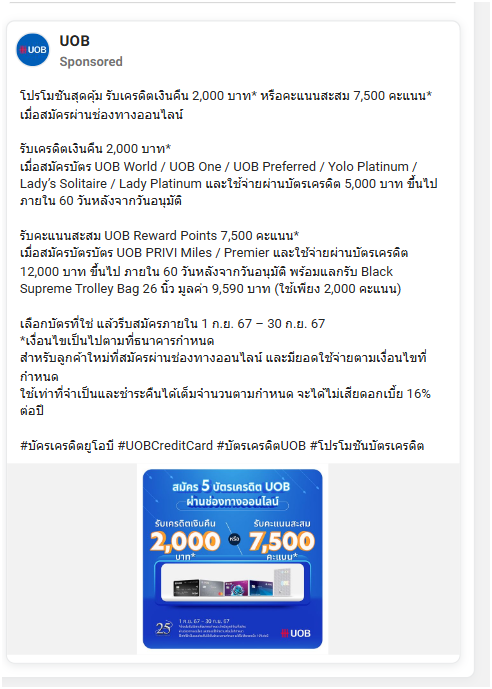 UOB
UOB
Sponsored
โปรโมชันสุดคุ้ม รับเครดิตเงินคืน 2,000 บาท* หรือคะแนนสะสม 7,500 คะแนน*
เมื่อสมัครผ่านช่องทางออนไลน์
รับเครดิตเงินคืน 2,000 บาท*
เมื่อสมัครบัตร UOB World / UOB One / UOB Preferred / Yolo Platinum /
Lady's Solitaire / Lady Platinum และใช้จ่ายผ่านบัตรเครดิต 5,000 บาท ขึ้นไป
ภายใน 60 วันหลังจากวันอนุมัติ
รับคะแนนสะสม UOB Reward Points 7,500 คะแนน*
เมื่อสมัครบัตรบัตร UOB PRIVI Miles / Premier และใช้จ่ายผ่านบัตรเครดิต
12,000 บาท ขึ้นไป ภายใน 60 วันหลังจากวันอนุมัติ พร้อมแลกรับ Black
Supreme Trolley Bag 26 นิ้ว มูลค่า 9,590 บาท (ใช้เพียง 2,000 คะแนน)
เลือกบัตรที่ใช่ แล้วรีบสมัครภายใน 1 ก.ย. 67 – 30 ก.ย. 67
*เงื่อนไขเป็นไปตามที่ธนาคารกำหนด
สำหรับลูกค้าใหม่ที่สมัครผ่านช่องทางออนไลน์ และมียอดใช้จ่ายตามเงื่อนไขที่
กำหนด
ใช้เท่าที่จำเป็นและชำระคืนได้เต็มจำนวนตามกำหนด จะได้ไม่เสียดอกเบี้ย 16%
ต่อปี
#บัครเครดิตยูโอบี #UOBCreditCard #บัตรเครดิตUOB #โปรโมชันบัตรเครดิต
สมัคร 5 บัตรเครดิต UOB
ผ่านช่องทางออนไลน์
รับเครดิตเงินคืน
2,000
บาท*
หรือ
รับคะแนนสะสม
7,500
คะแนน*
25
1 ก.ย. 67 – 30 ก.ย. 67
UOB